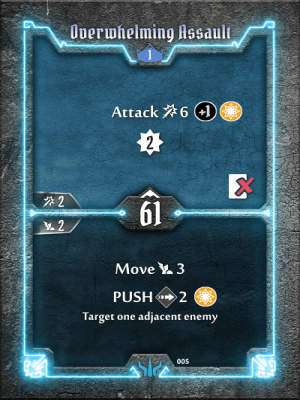 Overwhelming Assault
1
Attack 6 +1
2
2
61
2
Move 3
PUSH 2
Target one adjacent enemy
005